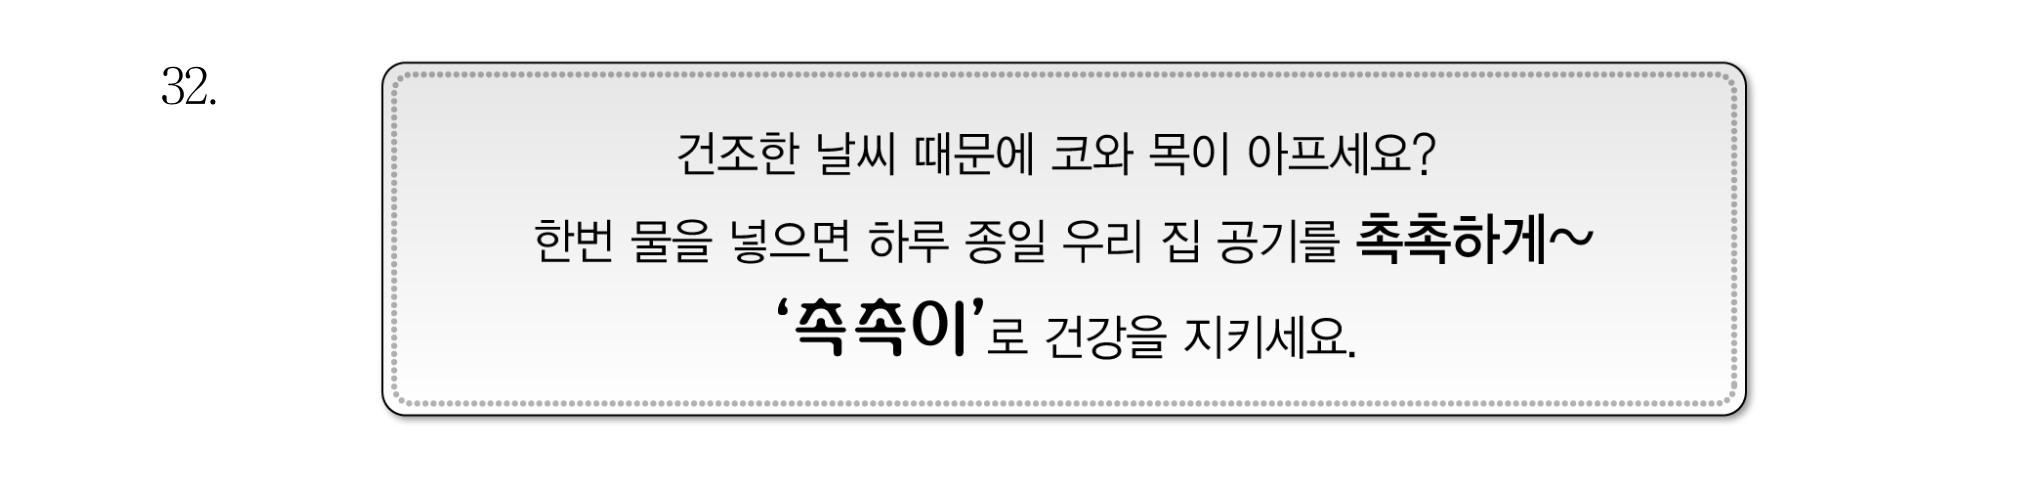 32.
건조한 날씨 때문에 코와 목이 아프세요?
한번 물을 넣으면 하루 종일 우리 집 공기를 촉촉하게~
‘촉촉이’로 건강을 지키세요.